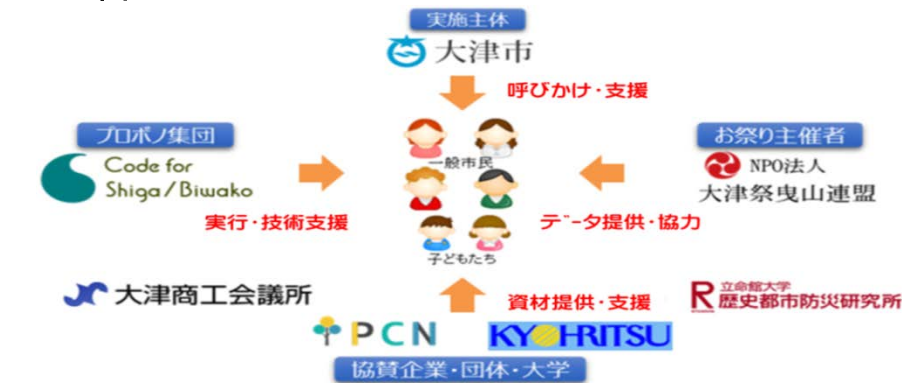 実施主体
大津市
呼びかけ・支援
プロボノ集団
Code for
Shiga/Biwako
実行・技術支援
一般市民
子どもたち
お祭り主催者
NPO法人
大津祭曳山連盟
データ提供・協力
大津商工会議所
資材提供・支援
立命館大学
R 歴史都市防災研究所
PCN
KYOHRITSU
協賛企業・団体・大学